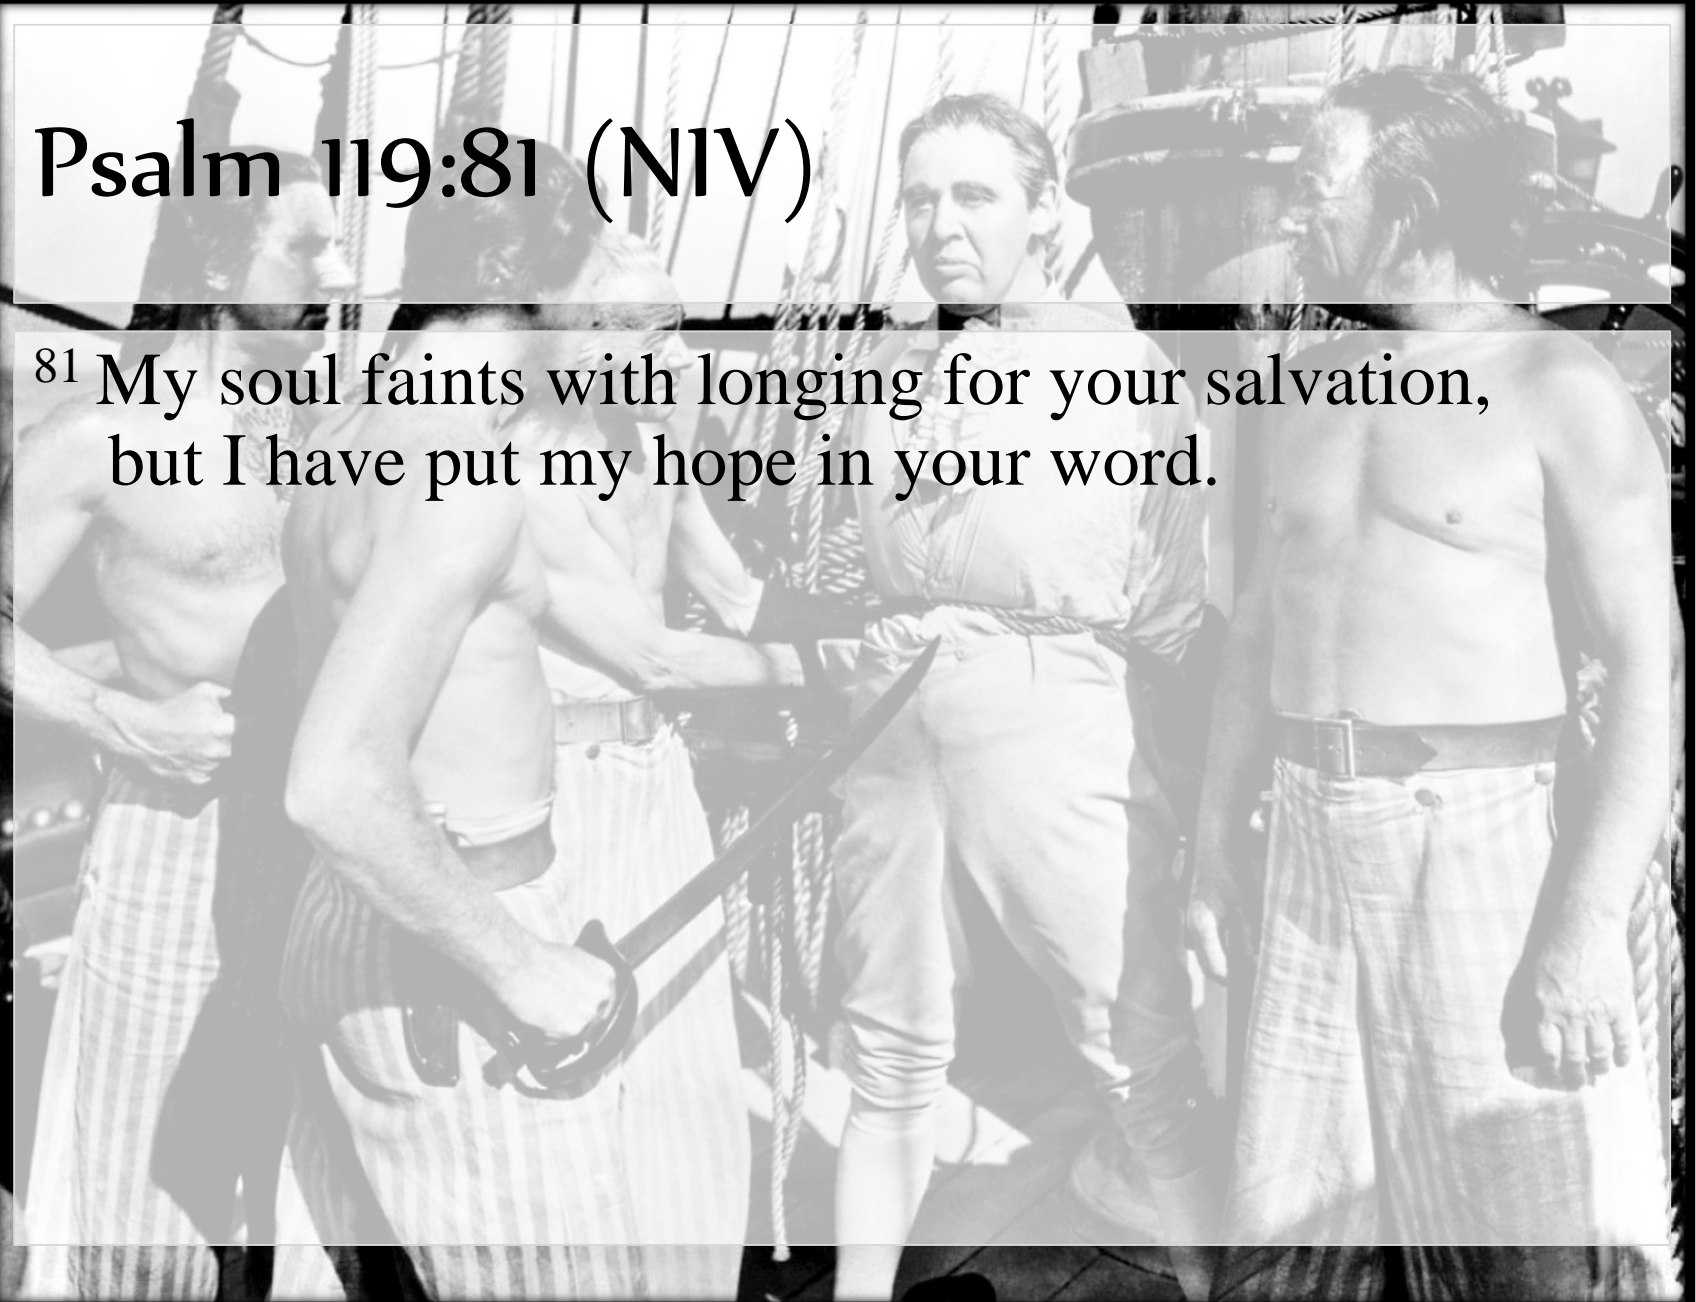 Psalm 119:81 (NIV)
81 My soul faints with longing for your salvation,
but I have put my hope in your word.